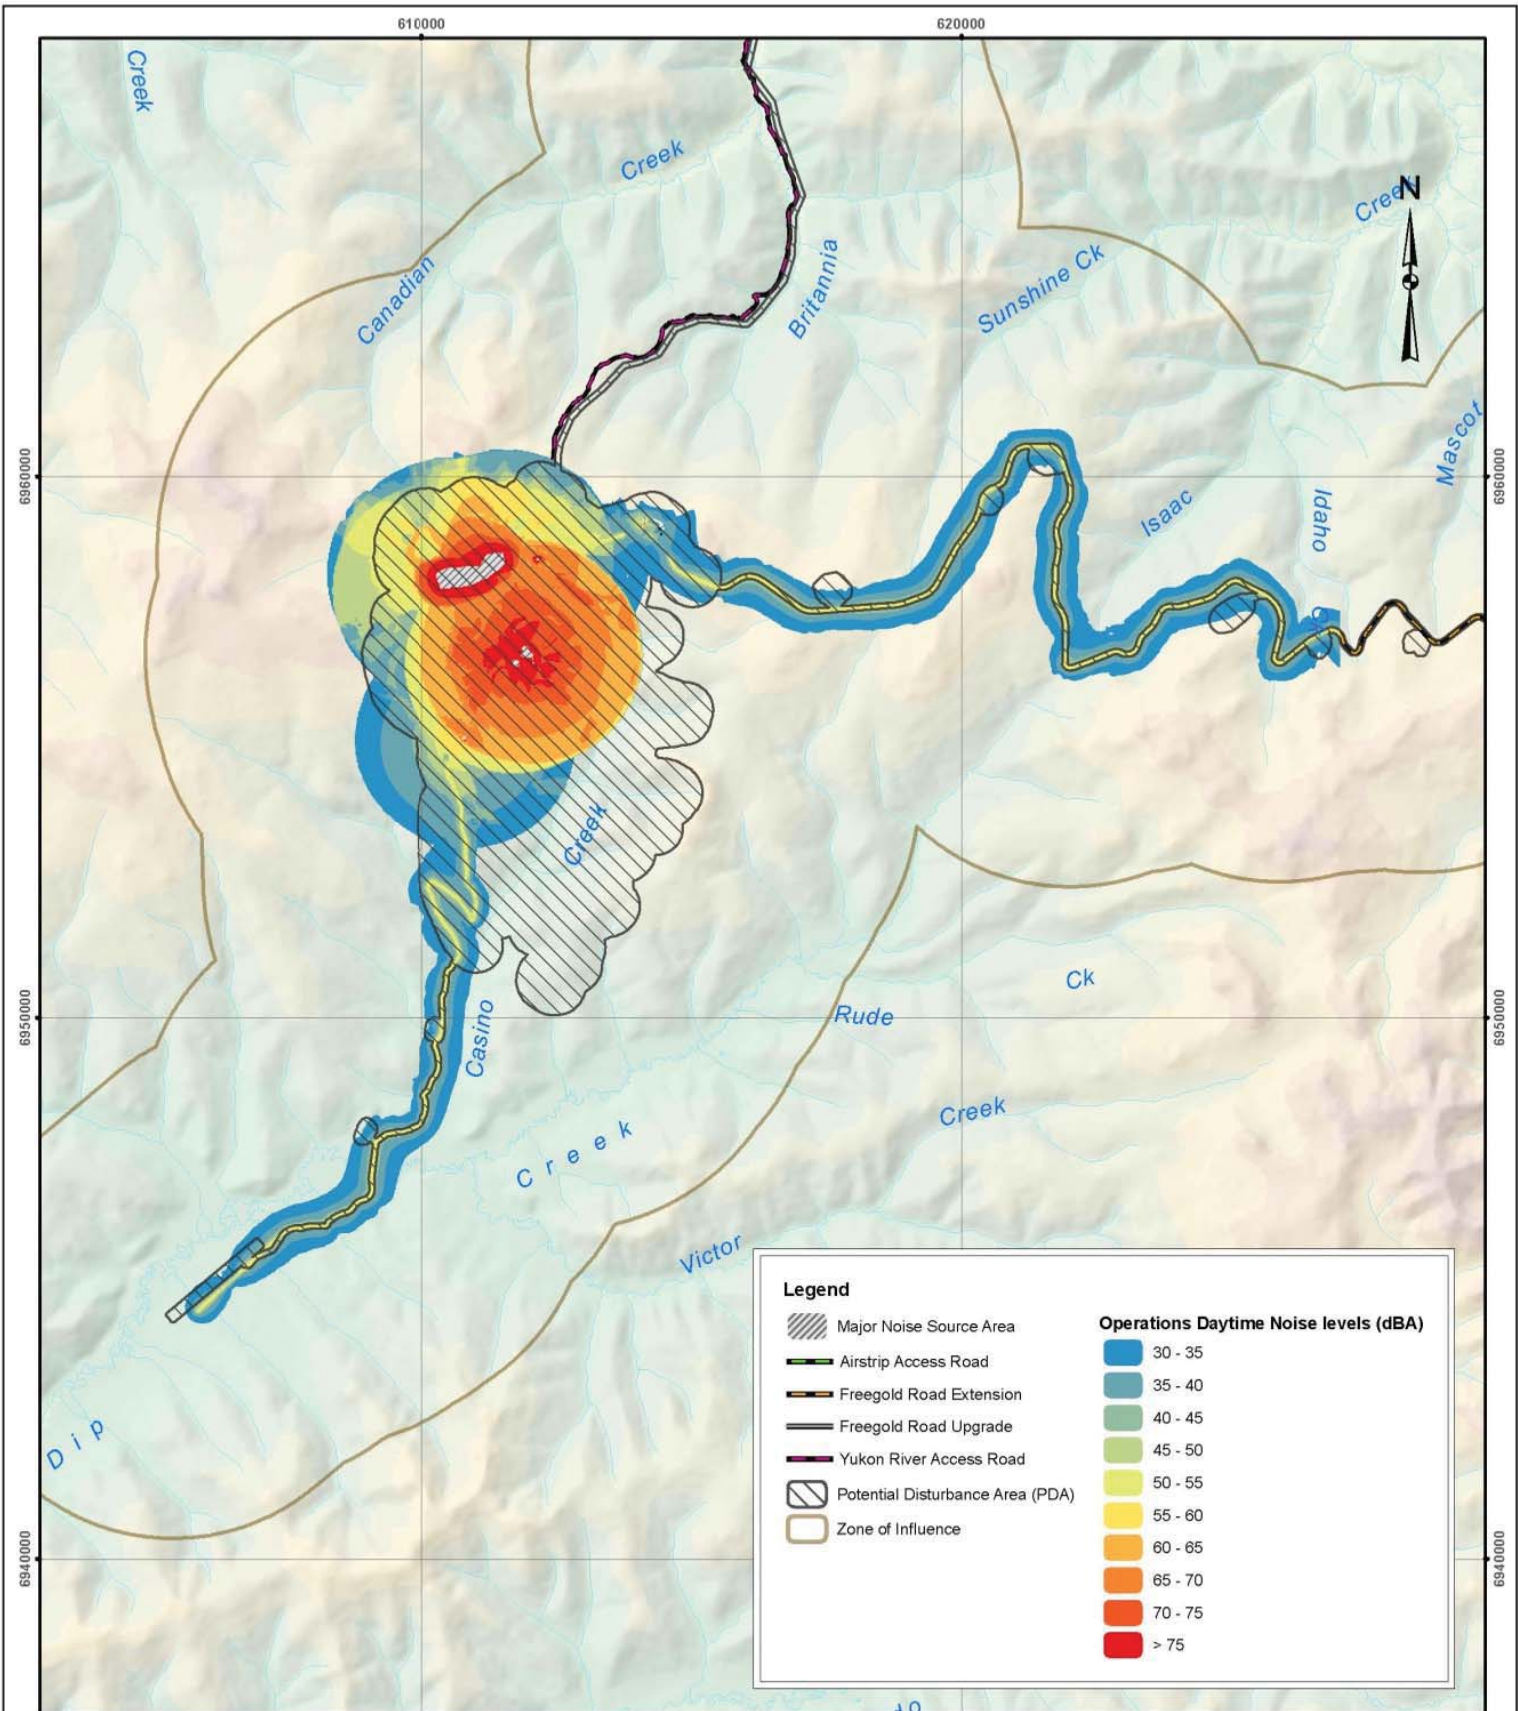 610000
620000
Creek
Creek
Creek
N
Canadian
Britannia
Sunshine Ck
Mascot
6960000
6960000
Isaac
Idaho
Creek
Ck
6950000
6950000
Rude
Casino
Creek
Creek
Victor
Dip
Legend
Major Noise Source Area
Airstrip Access Road
Freegold Road Extension
Freegold Road Upgrade
Yukon River Access Road
Potential Disturbance Area (PDA)
Zone of Influence
Operations Daytime Noise levels (dBA)
30 - 35
35 - 40
40 - 45
45 - 50
50 - 55
55 - 60
60 - 65
65 - 70
70 - 75
> 75
6940000
6940000